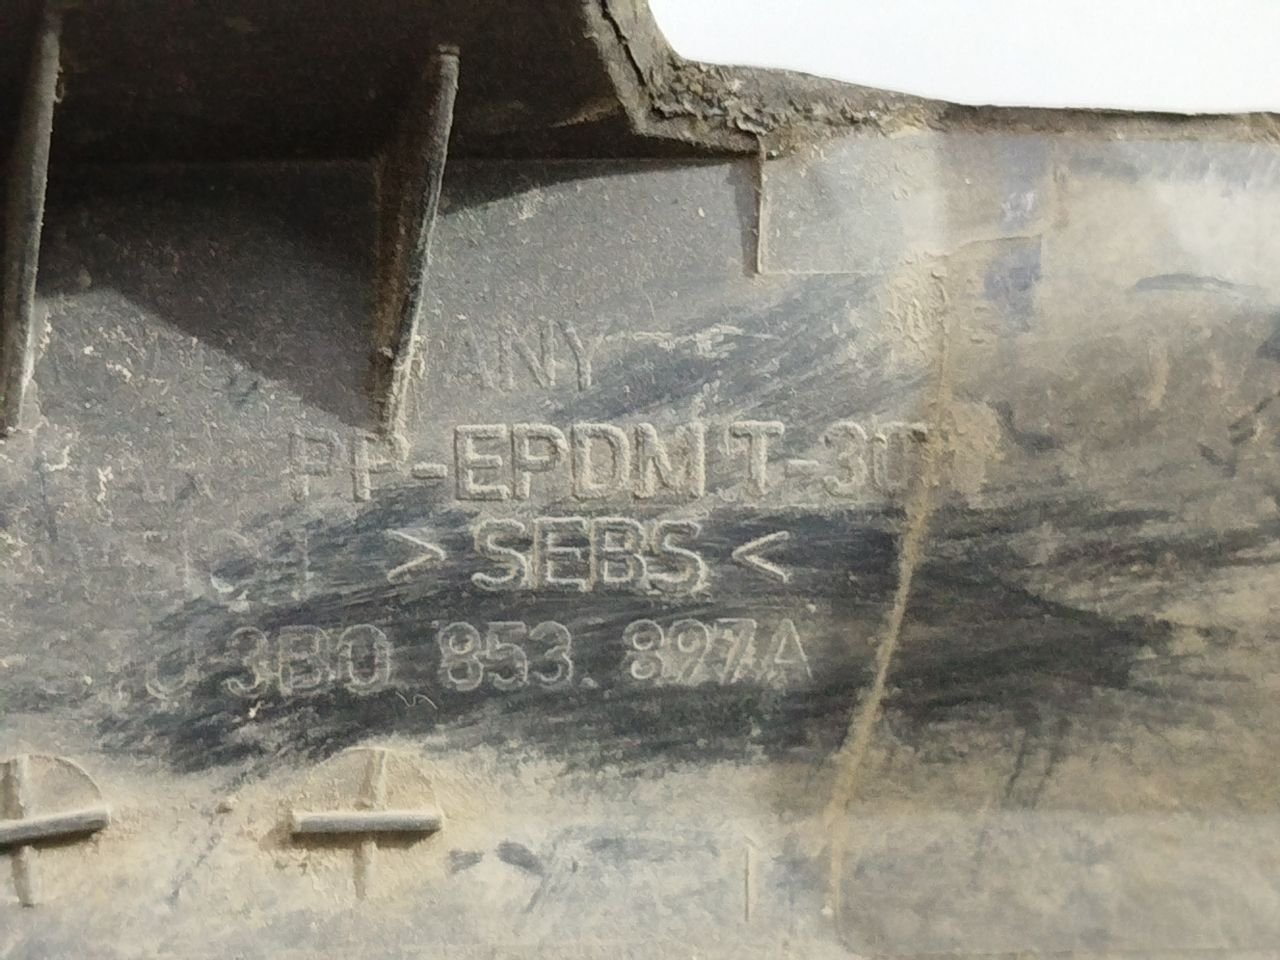 PP-EPDM T-30
>SEBS<
3B0 853. 897A